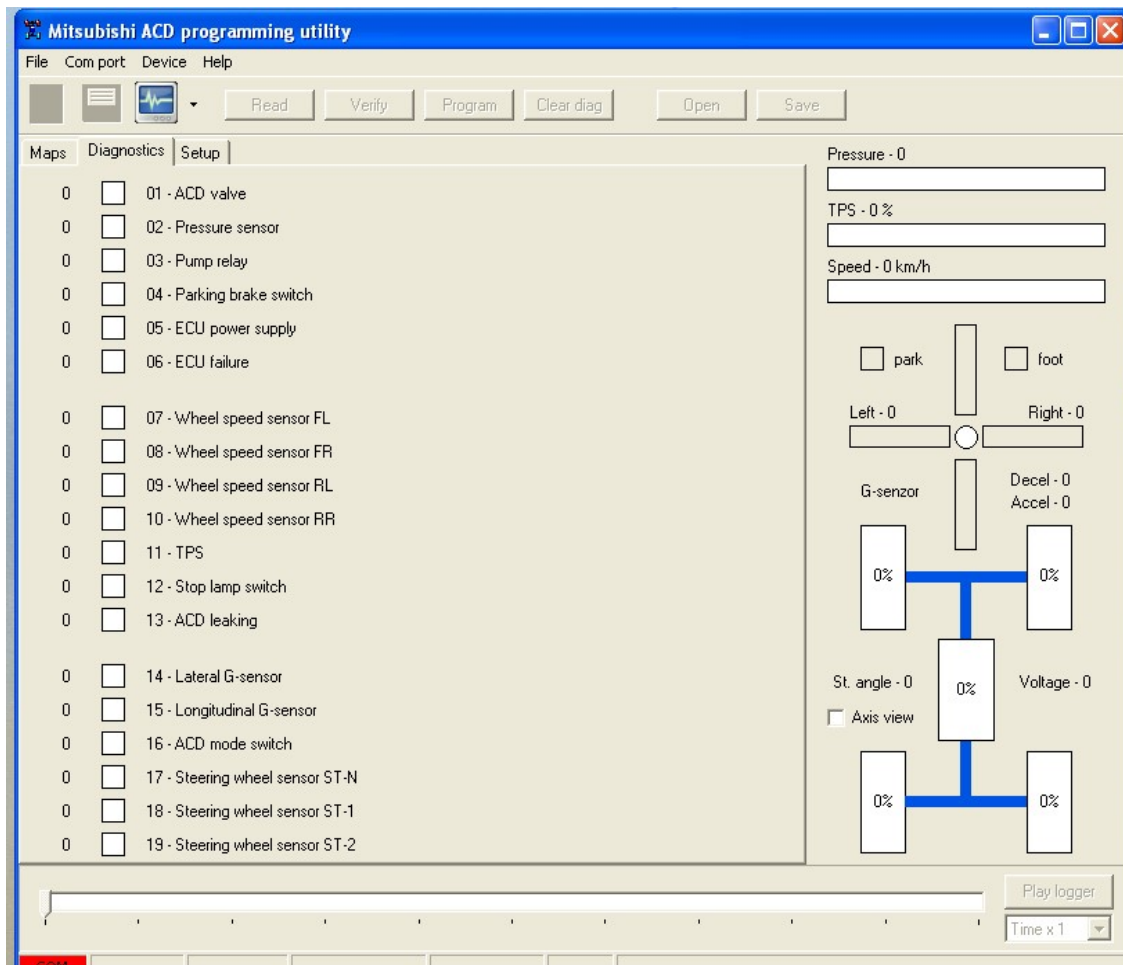 Mitsubishi ACD programming utility
File Com port Device Help
Read Verify Program Clear diag Open Save
Maps Diagnostics Setup
0 01 - ACD valve
0 02 - Pressure sensor
0 03 - Pump relay
0 04 - Parking brake switch
0 05 - ECU power supply
0 06 - ECU failure
0 07 - Wheel speed sensor FL
0 08 - Wheel speed sensor FR
0 09 - Wheel speed sensor RL
0 10 - Wheel speed sensor RR
0 11 - TPS
0 12 - Stop lamp switch
0 13 - ACD leaking
0 14 - Lateral G-sensor
0 15 - Longitudinal G-sensor
0 16 - ACD mode switch
0 17 - Steering wheel sensor ST-N
0 18 - Steering wheel sensor ST-1
0 19 - Steering wheel sensor ST-2
Pressure - 0
TPS - 0 %
Speed - 0 km/h
park foot
Left - 0 Right - 0
G-senzor
Decel - 0
Accel - 0
0% 0%
St. angle - 0 0% Voltage - 0
Axis view
0% 0%
Play logger
Time x 1
COM